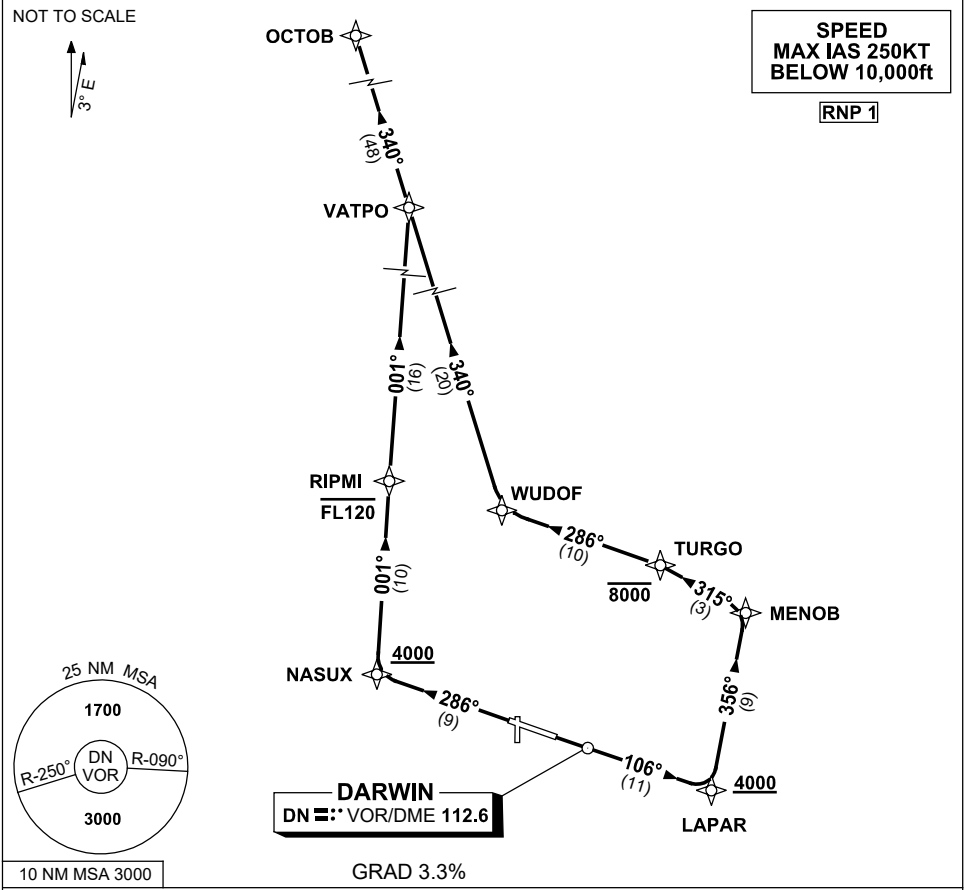 NOT TO SCALE
3° E
SPEED
MAX IAS 250KT
BELOW 10,000ft
RNP 1
OCTOB
340°
(48)
VATPO
001°
(16)
340°
(20)
RIPMI
FL120
WUDOF
286°
(10)
TURGO
8000
315°
(3)
MENOB
001°
(10)
NASUX
4000
286°
(9)
356°
(9)
106°
(11)
4000
LAPAR
DARWIN
DN VOR/DME 112.6
25 NM MSA
1700
DN
VOR
R-250°
R-090°
3000
10 NM MSA 3000
GRAD 3.3%